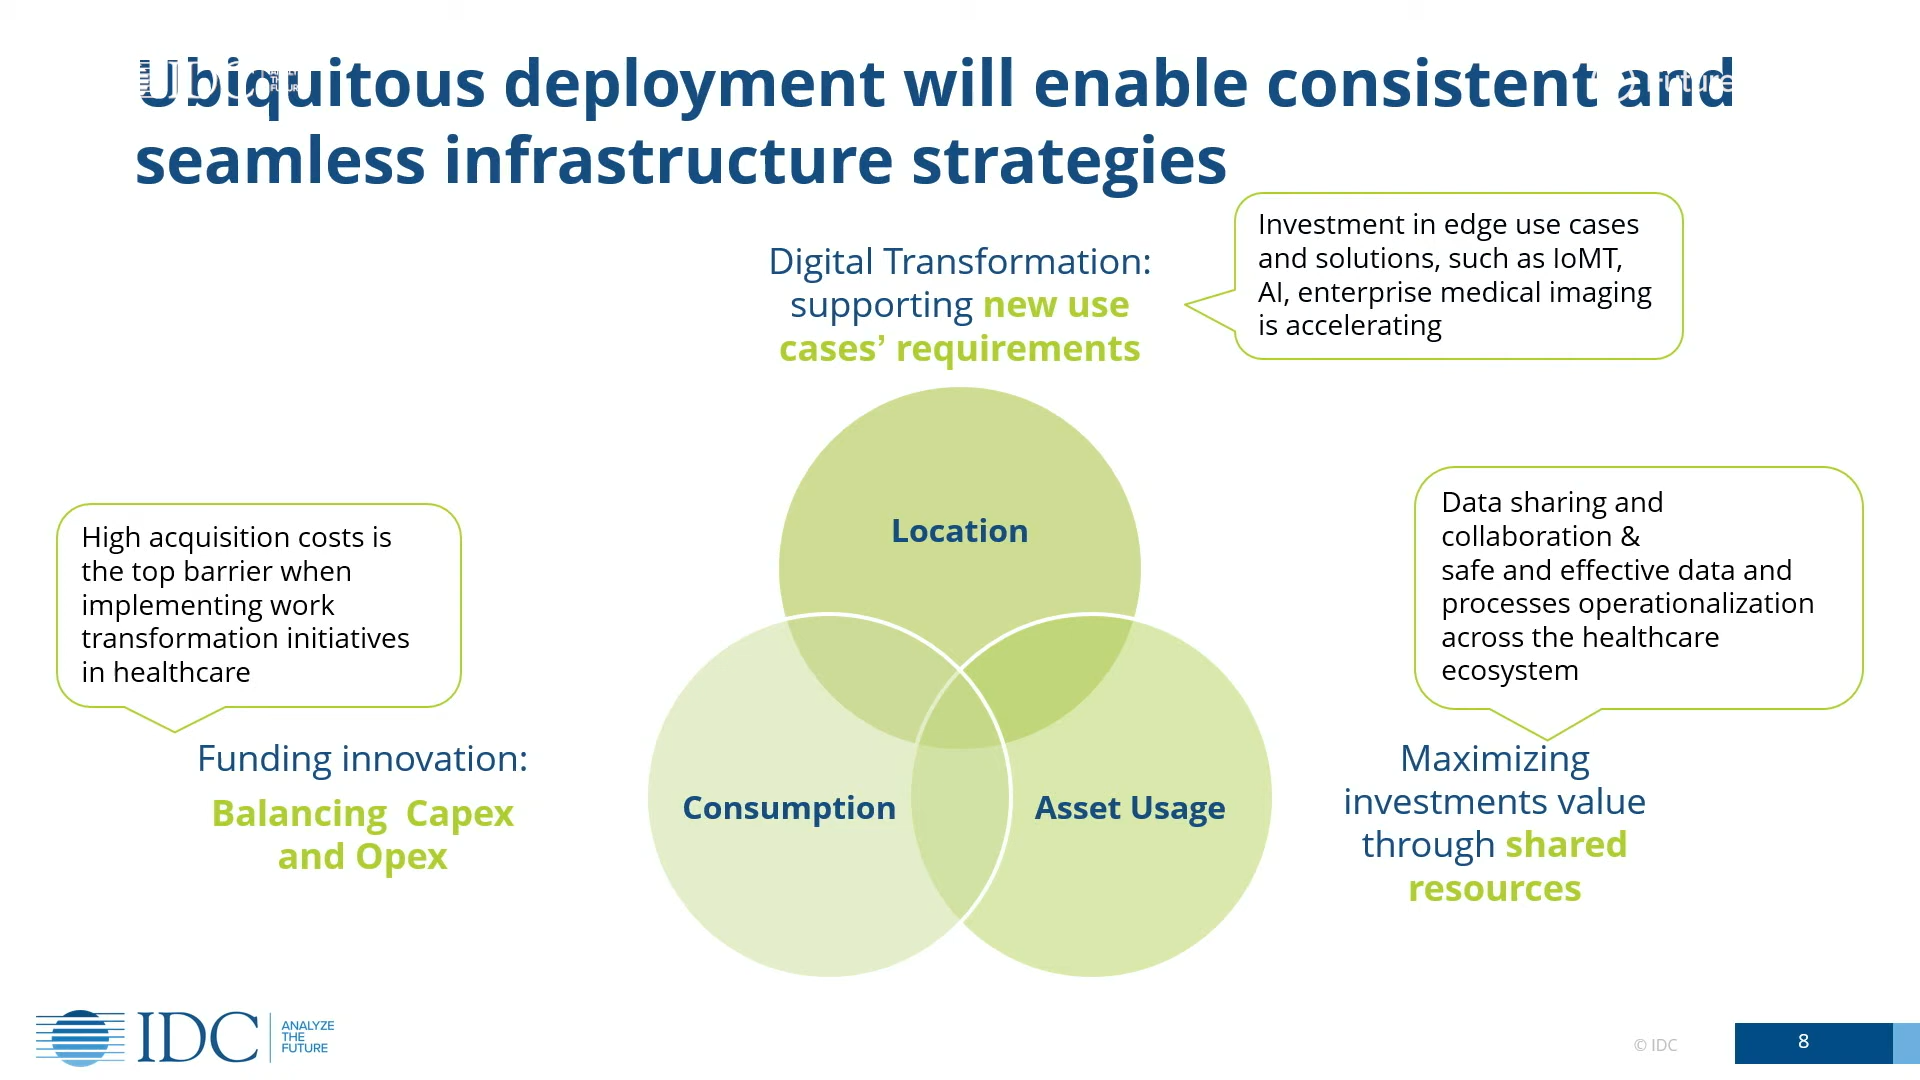 Ubiquitous deployment will enable consistent and
seamless infrastructure strategies
Digital Transformation:
supporting new use
cases’ requirements
Investment in edge use cases
and solutions, such as IoMT,
AI, enterprise medical imaging
is accelerating
Location
High acquisition costs is
the top barrier when
implementing work
transformation initiatives
in healthcare
Data sharing and
collaboration &
safe and effective data and
processes operationalization
across the healthcare
ecosystem
Funding innovation:
Balancing Capex
and Opex
Consumption
Asset Usage
Maximizing
investments value
through shared
resources
IDC
ANALYZE
THE
FUTURE
© IDC
8